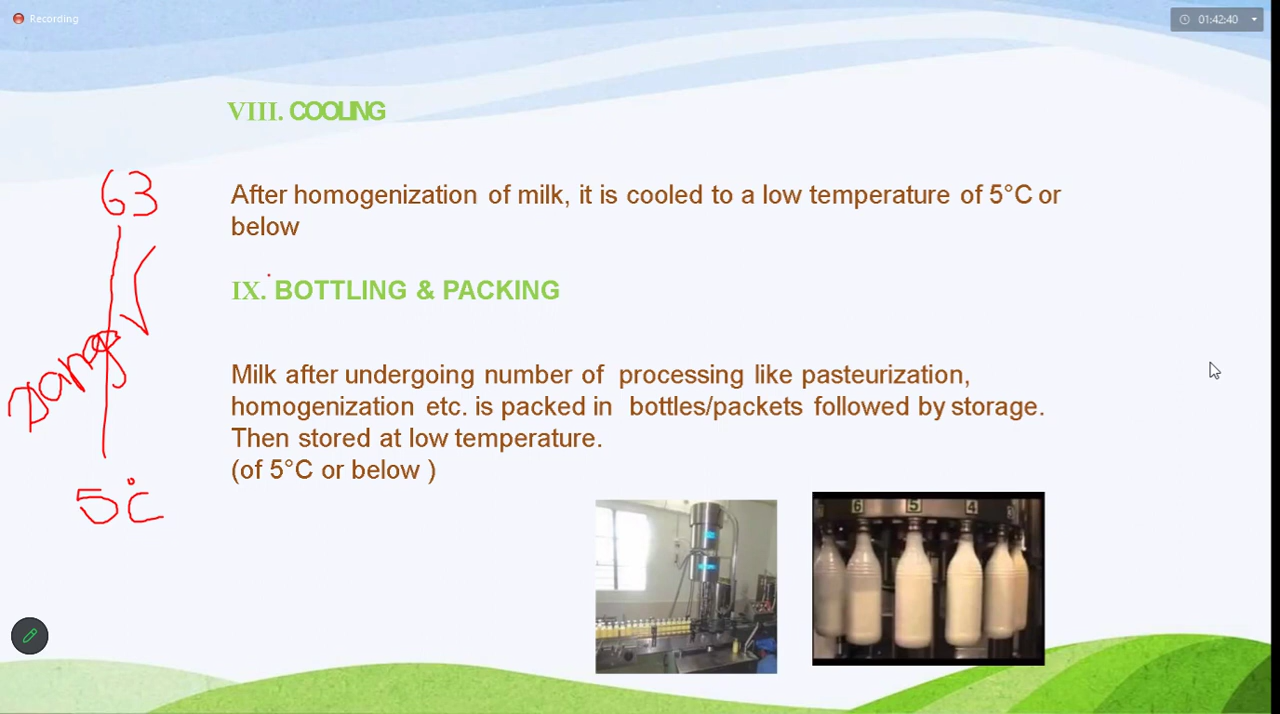 Recording
01:42:40
VIII. COOLING
63
After homogenization of milk, it is cooled to a low temperature of 5°C or
below
IX. BOTTLING & PACKING
Milk after undergoing number of processing like pasteurization,
homogenization etc. is packed in bottles/packets followed by storage.
Then stored at low temperature.
(of 5°C or below )
5°C
6 5 4 3